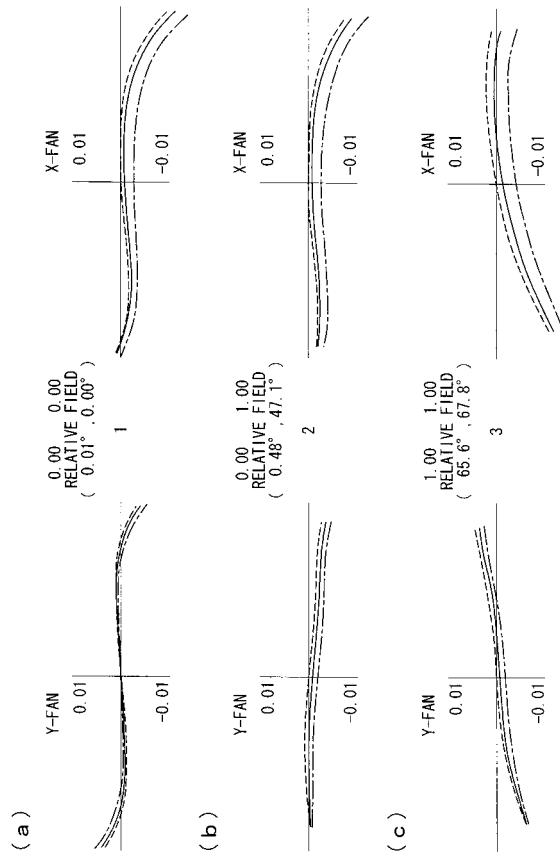 (a)
Y-FAN
0.01
-0.01
0.00 0.00
RELATIVE FIELD
( 0.01° , 0.00° )
1
X-FAN
0.01
-0.01
(b)
Y-FAN
0.01
-0.01
0.00 1.00
RELATIVE FIELD
( 0.48° , 47.1° )
2
X-FAN
0.01
-0.01
(c)
Y-FAN
0.01
-0.01
1.00 1.00
RELATIVE FIELD
( 65.6° , 67.8° )
3
X-FAN
0.01
-0.01